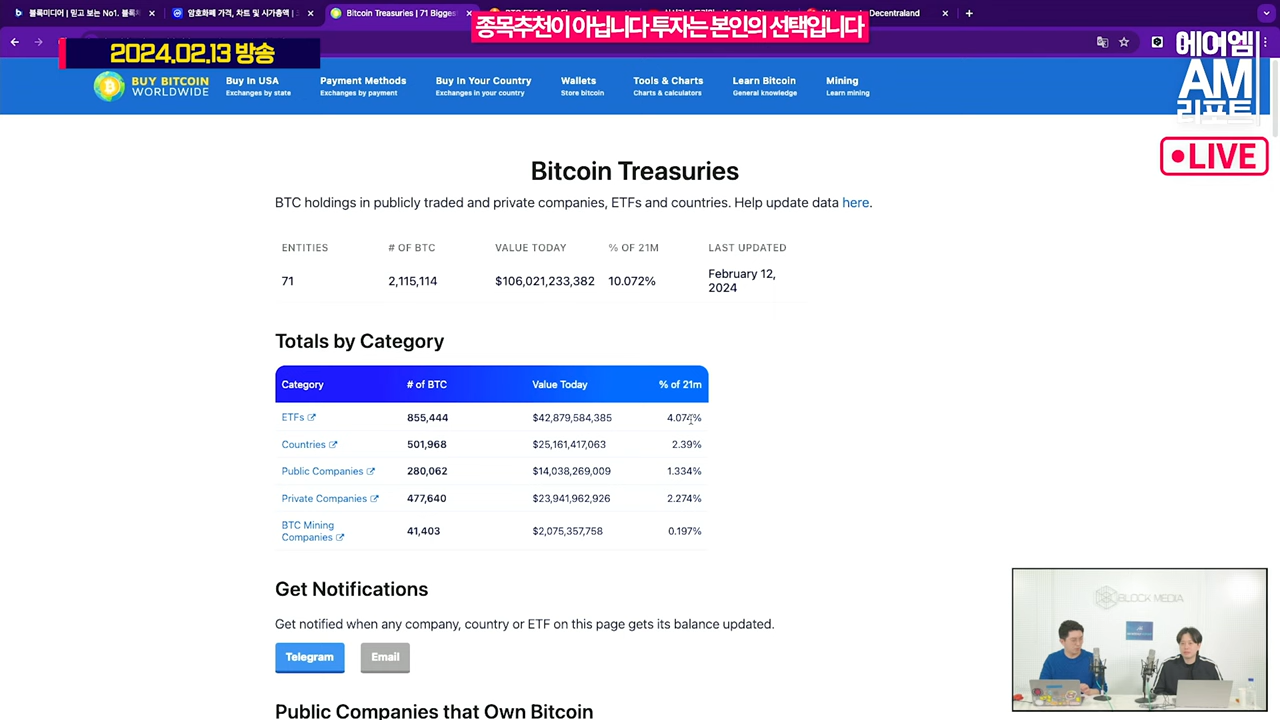 블록미디어 | 믿고 보는 No1. 블록체
암호화폐 가격, 차트 및 시가총액 |
Bitcoin Treasuries | 71 Bigges
Decentraland
종목추천이 아닙니다 투자는 본인의 선택입니다
2024.02.13 방송
에어엠
AM
리포트
LIVE
BUY BITCOIN
WORLDWIDE
Buy In USA
Exchanges by state
Payment Methods
Exchanges by payment
Buy In Your Country
Exchanges in your country
Wallets
Store bitcoin
Tools & Charts
Charts & calculators
Learn Bitcoin
General knowledge
Mining
Learn mining
Bitcoin Treasuries
BTC holdings in publicly traded and private companies, ETFs and countries. Help update data here.
ENTITIES # OF BTC VALUE TODAY % OF 21M LAST UPDATED
71 2,115,114 $106,021,233,382 10.072% February 12,
2024
Totals by Category
Category # of BTC Value Today % of 21m
ETFs 855,444 $42,879,584,385 4.074%
Countries 501,968 $25,161,417,063 2.39%
Public Companies 280,062 $14,038,269,009 1.334%
Private Companies 477,640 $23,941,962,926 2.274%
BTC Mining
Companies 41,403 $2,075,357,758 0.197%
Get Notifications
Get notified when any company, country or ETF on this page gets its balance updated.
Telegram Email
Public Companies that Own Bitcoin
BLOCK MEDIA